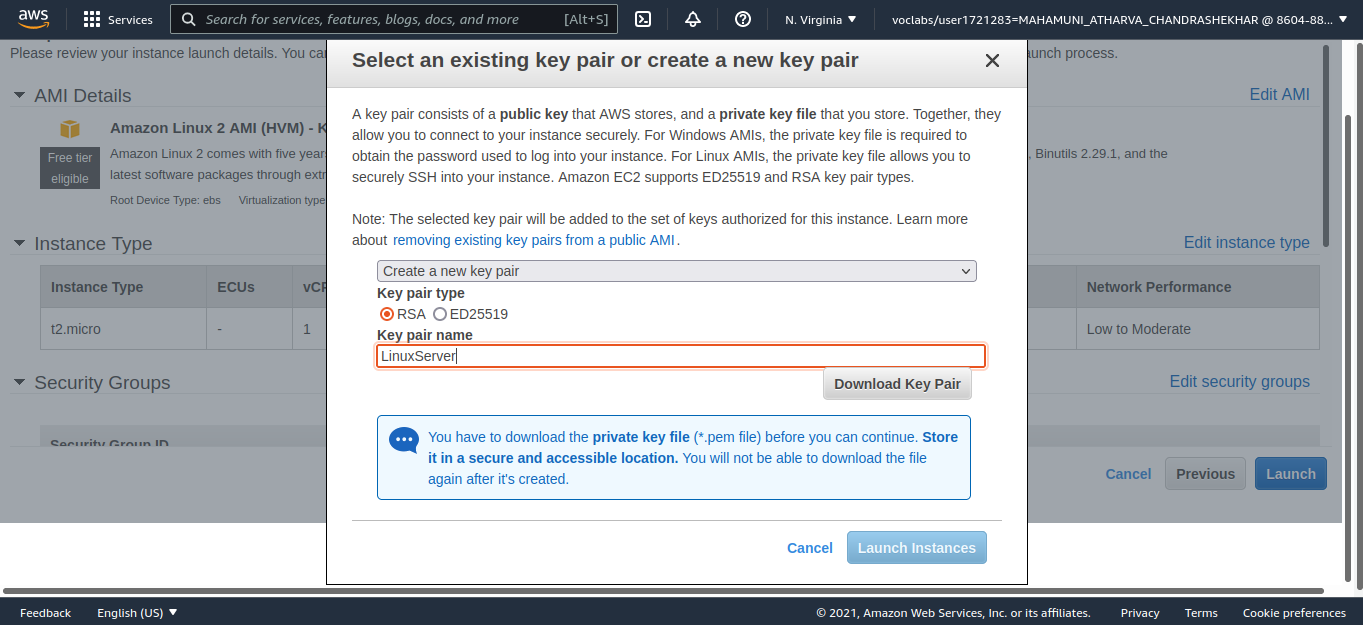 aws
Services
Search for services, features, blogs, docs, and more [Alt+S]
N. Virginia
voclabs/user1721283=MAHAMUNI_ATHARVA_CHANDRASHEKHAR @ 8604-88...
Please review your instance launch details. You can
aunch process.
AMI Details
Edit AMI
Amazon Linux 2 AMI (HVM) - K
Free tier
eligible
Amazon Linux 2 comes with five years
, Binutils 2.29.1, and the
latest software packages through extr
Root Device Type: ebs Virtualization type
Instance Type
Edit instance type
Instance Type ECUs vCP
Network Performance
t2.micro - 1
Low to Moderate
Security Groups
Edit security groups
Security Group ID
Cancel Previous Launch
Select an existing key pair or create a new key pair
A key pair consists of a public key that AWS stores, and a private key file that you store. Together, they
allow you to connect to your instance securely. For Windows AMIs, the private key file is required to
obtain the password used to log into your instance. For Linux AMIs, the private key file allows you to
securely SSH into your instance. Amazon EC2 supports ED25519 and RSA key pair types.
Note: The selected key pair will be added to the set of keys authorized for this instance. Learn more
about removing existing key pairs from a public AMI .
Create a new key pair
Key pair type
RSA ED25519
Key pair name
LinuxServer
Download Key Pair
You have to download the private key file (*.pem file) before you can continue. Store
it in a secure and accessible location. You will not be able to download the file
again after it's created.
Cancel Launch Instances
Feedback English (US)
© 2021, Amazon Web Services, Inc. or its affiliates. Privacy Terms Cookie preferences